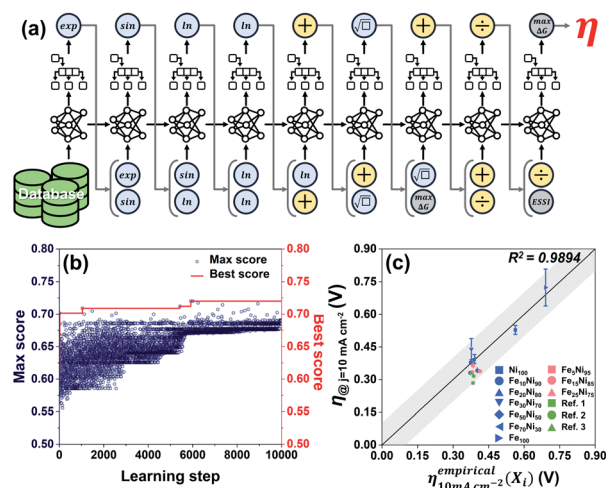 (a)
exp
sin
ln
ln
+
√□
+
÷
max
ΔG
η
Database
exp
sin
ln
ln
+
√□
÷
÷
sin
ln
ln
+
√□
max
ΔG
÷
ESSI
(b)
Max score
Best score
0.80
0.75
0.70
0.65
0.60
0.55
0.50
0.80
0.75
0.70
0.65
0.60
0.55
0.50
0
2000
4000
6000
8000
10000
Max score
Best score
Learning step
(c)
R² = 0.9894
0.90
0.75
0.60
0.45
0.30
0.15
0.00
0.00
0.15
0.30
0.45
0.60
0.75
0.90
η@ j=10 mA cm⁻² (V)
Ni₁₀₀
Fe₁₀Ni₉₀
Fe₂₀Ni₈₀
Fe₃₀Ni₇₀
Fe₅₀Ni₅₀
Fe₇₀Ni₃₀
Fe₁₀₀
Fe₅Ni₉₅
Fe₁₅Ni₈₅
Fe₂₅Ni₇₅
Ref. 1
Ref. 2
Ref. 3
η empirical 10mA cm⁻² (Xᵢ) (V)